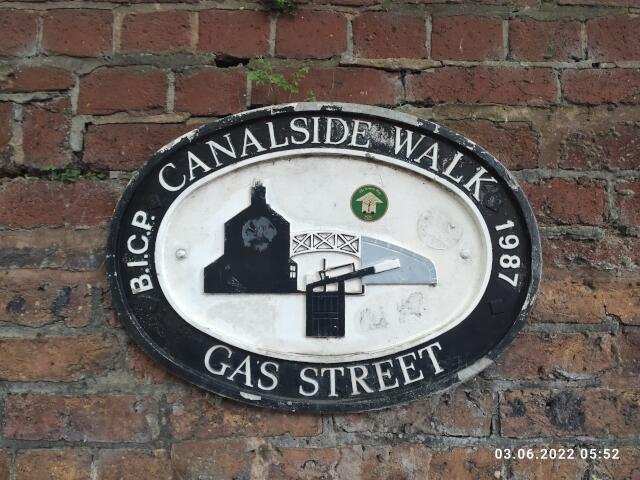 CANALSIDE WALK
B.I.C.P.
1987
GAS STREET
03.06.2022 05:52